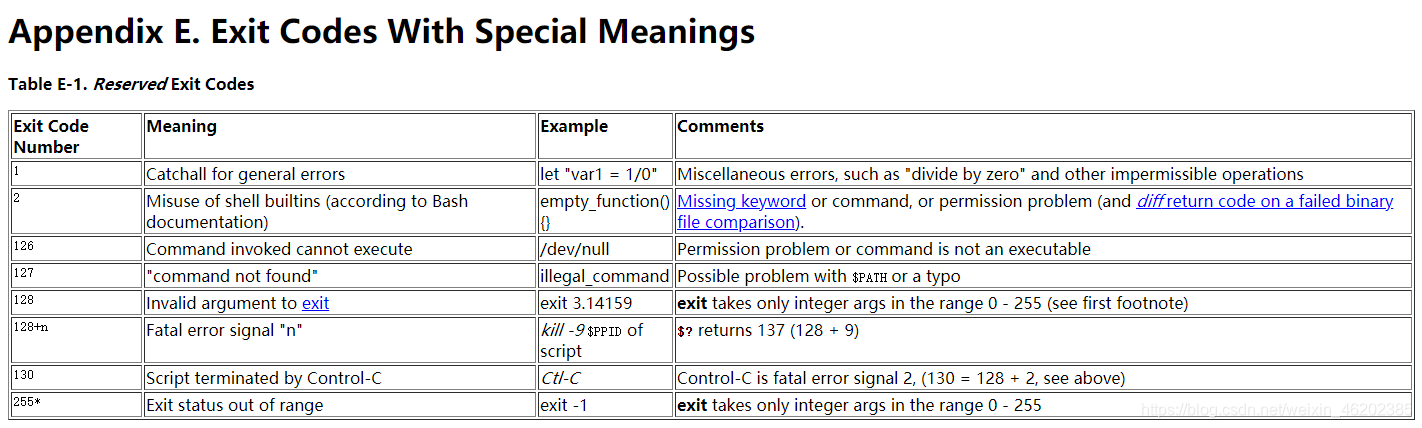 Appendix E. Exit Codes With Special Meanings
Table E-1. Reserved Exit Codes
Exit Code Number Meaning Example Comments
1 Catchall for general errors let "var1 = 1/0" Miscellaneous errors, such as "divide by zero" and other impermissible operations
2 Misuse of shell builtins (according to Bash documentation) empty_function() {} Missing keyword or command, or permission problem (and diff return code on a failed binary file comparison).
126 Command invoked cannot execute /dev/null Permission problem or command is not an executable
127 "command not found" illegal_command Possible problem with $PATH or a typo
128 Invalid argument to exit exit 3.14159 exit takes only integer args in the range 0 - 255 (see first footnote)
128+n Fatal error signal "n" kill -9 $PPID of script $? returns 137 (128 + 9)
130 Script terminated by Control-C Ctl-C Control-C is fatal error signal 2, (130 = 128 + 2, see above)
255* Exit status out of range exit -1 exit takes only integer args in the range 0 - 255
https://blog.csdn.net/weixin_46202385